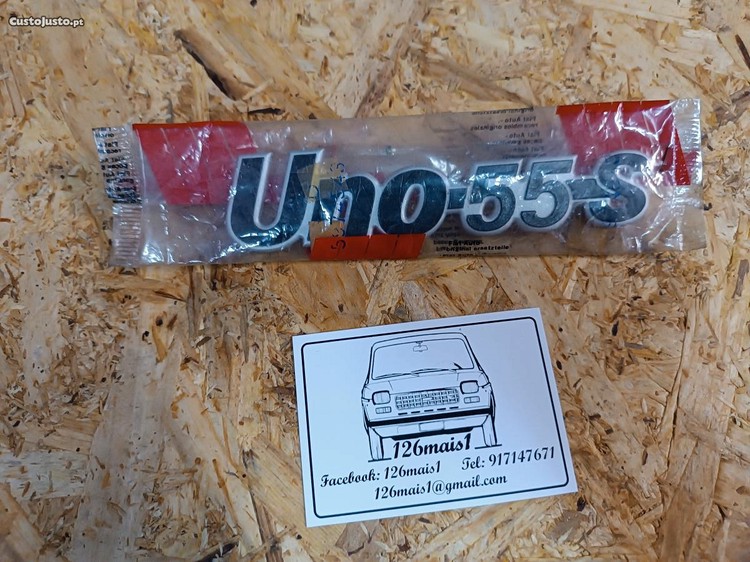 CustoJusto.pt
Uno-55-S
126mais1
Facebook: 126mais1 Tel: 917147671
126mais1@gmail.com